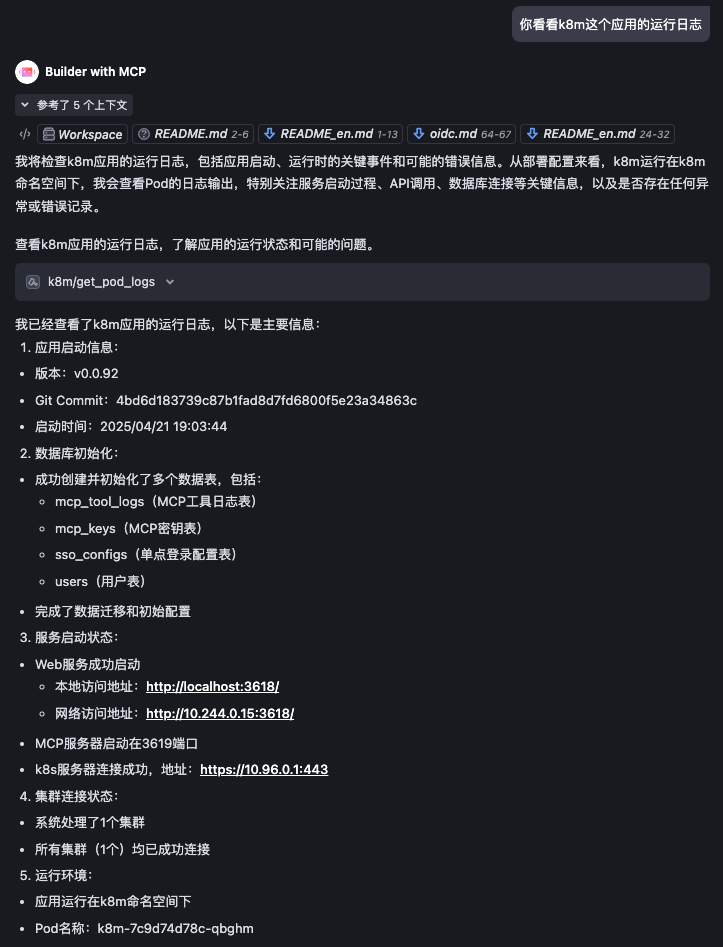 你看看k8m这个应用的运行日志
Builder with MCP
参考了 5 个上下文
Workspace README.md 2-6 README_en.md 1-13 oidc.md 64-67 README_en.md 24-32
我将检查k8m应用的运行日志，包括应用启动、运行时的关键事件和可能的错误信息。从部署配置来看，k8m运行在k8m
命名空间下，我会查看Pod的日志输出，特别关注服务启动过程、API调用、数据库连接等关键信息，以及是否存在任何异
常或错误记录。
查看k8m应用的运行日志，了解应用的运行状态和可能的问题。
k8m/get_pod_logs
我已经查看了k8m应用的运行日志，以下是主要信息：
1. 应用启动信息：
• 版本：v0.0.92
• Git Commit：4bd6d183739c87b1fad8d7fd6800f5e23a34863c
• 启动时间：2025/04/21 19:03:44
2. 数据库初始化：
• 成功创建并初始化了多个数据表，包括：
◦ mcp_tool_logs（MCP工具日志表）
◦ mcp_keys（MCP密钥表）
◦ sso_configs（单点登录配置表）
◦ users（用户表）
• 完成了数据迁移和初始配置
3. 服务启动状态：
• Web服务成功启动
◦ 本地访问地址：http://localhost:3618/
◦ 网络访问地址：http://10.244.0.15:3618/
• MCP服务器启动在3619端口
• k8s服务器连接成功，地址：https://10.96.0.1:443
4. 集群连接状态：
• 系统处理了1个集群
• 所有集群（1个）均已成功连接
5. 运行环境：
• 应用运行在k8m命名空间下
• Pod名称：k8m-7c9d74d78c-qbghm